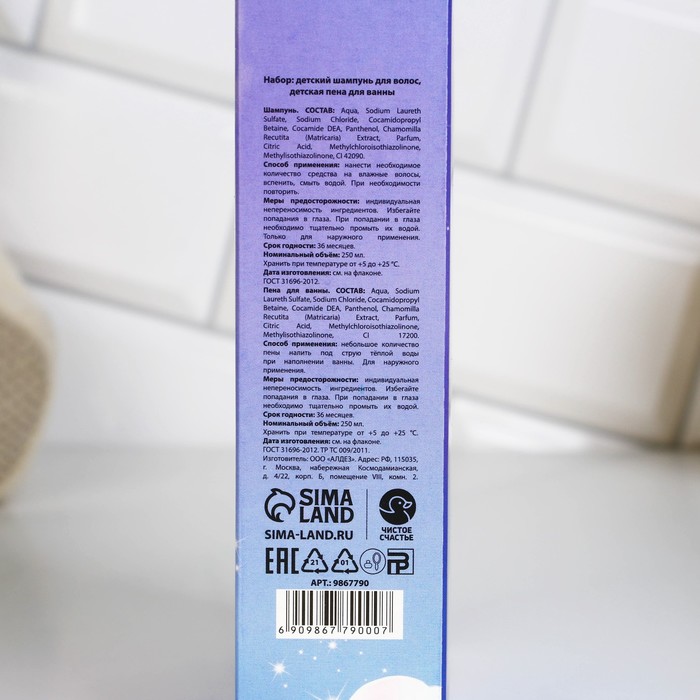 Набор: детский шампунь для волос,
детская пена для ванны
Шампунь. СОСТАВ: Aqua, Sodium Laureth
Sulfate, Sodium Chloride, Cocamidopropyl
Betaine, Cocamide DEA, Panthenol, Chamomilla
Recutita (Matricaria) Extract, Parfum,
Citric Acid, Methylchloroisothiazolinone,
Methylisothiazolinone, CI 42090.
Способ применения: нанести необходимое
количество средства на влажные волосы,
вспенить, смыть водой. При необходимости
повторить.
Меры предосторожности: индивидуальная
непереносимость ингредиентов. Избегайте
попадания в глаза. При попадании в глаза
необходимо тщательно промыть их водой.
Только для наружного применения.
Срок годности: 36 месяцев.
Номинальный объём: 250 мл.
Хранить при температуре от +5 до +25 °С.
Дата изготовления: см. на флаконе.
ГОСТ 31696-2012.
Пена для ванны. СОСТАВ: Aqua, Sodium
Laureth Sulfate, Sodium Chloride, Cocamidopropyl
Betaine, Cocamide DEA, Panthenol, Chamomilla
Recutita (Matricaria) Extract, Parfum,
Citric Acid, Methylchloroisothiazolinone,
Methylisothiazolinone, CI 17200.
Способ применения: небольшое количество
пены налить под струю тёплой воды
при наполнении ванны. Для наружного
применения.
Меры предосторожности: индивидуальная
непереносимость ингредиентов. Избегайте
попадания в глаза. При попадании в глаза
необходимо тщательно промыть их водой.
Срок годности: 36 месяцев.
Номинальный объём: 250 мл.
Хранить при температуре от +5 до +25 °С.
Дата изготовления: см. на флаконе.
ГОСТ 31696-2012. ТР ТС 009/2011.
Изготовитель: ООО «АЛДЕЗ». Адрес: РФ, 115035,
г. Москва, набережная Космодамианская,
д. 4/22, корп. Б, помещение VIII, комн. 2.
SIMA
LAND
SIMA-LAND.RU
ЧИСТОЕ
СЧАСТЬЕ
EAC 21 01
АРТ.: 9867790
6 909867 790007